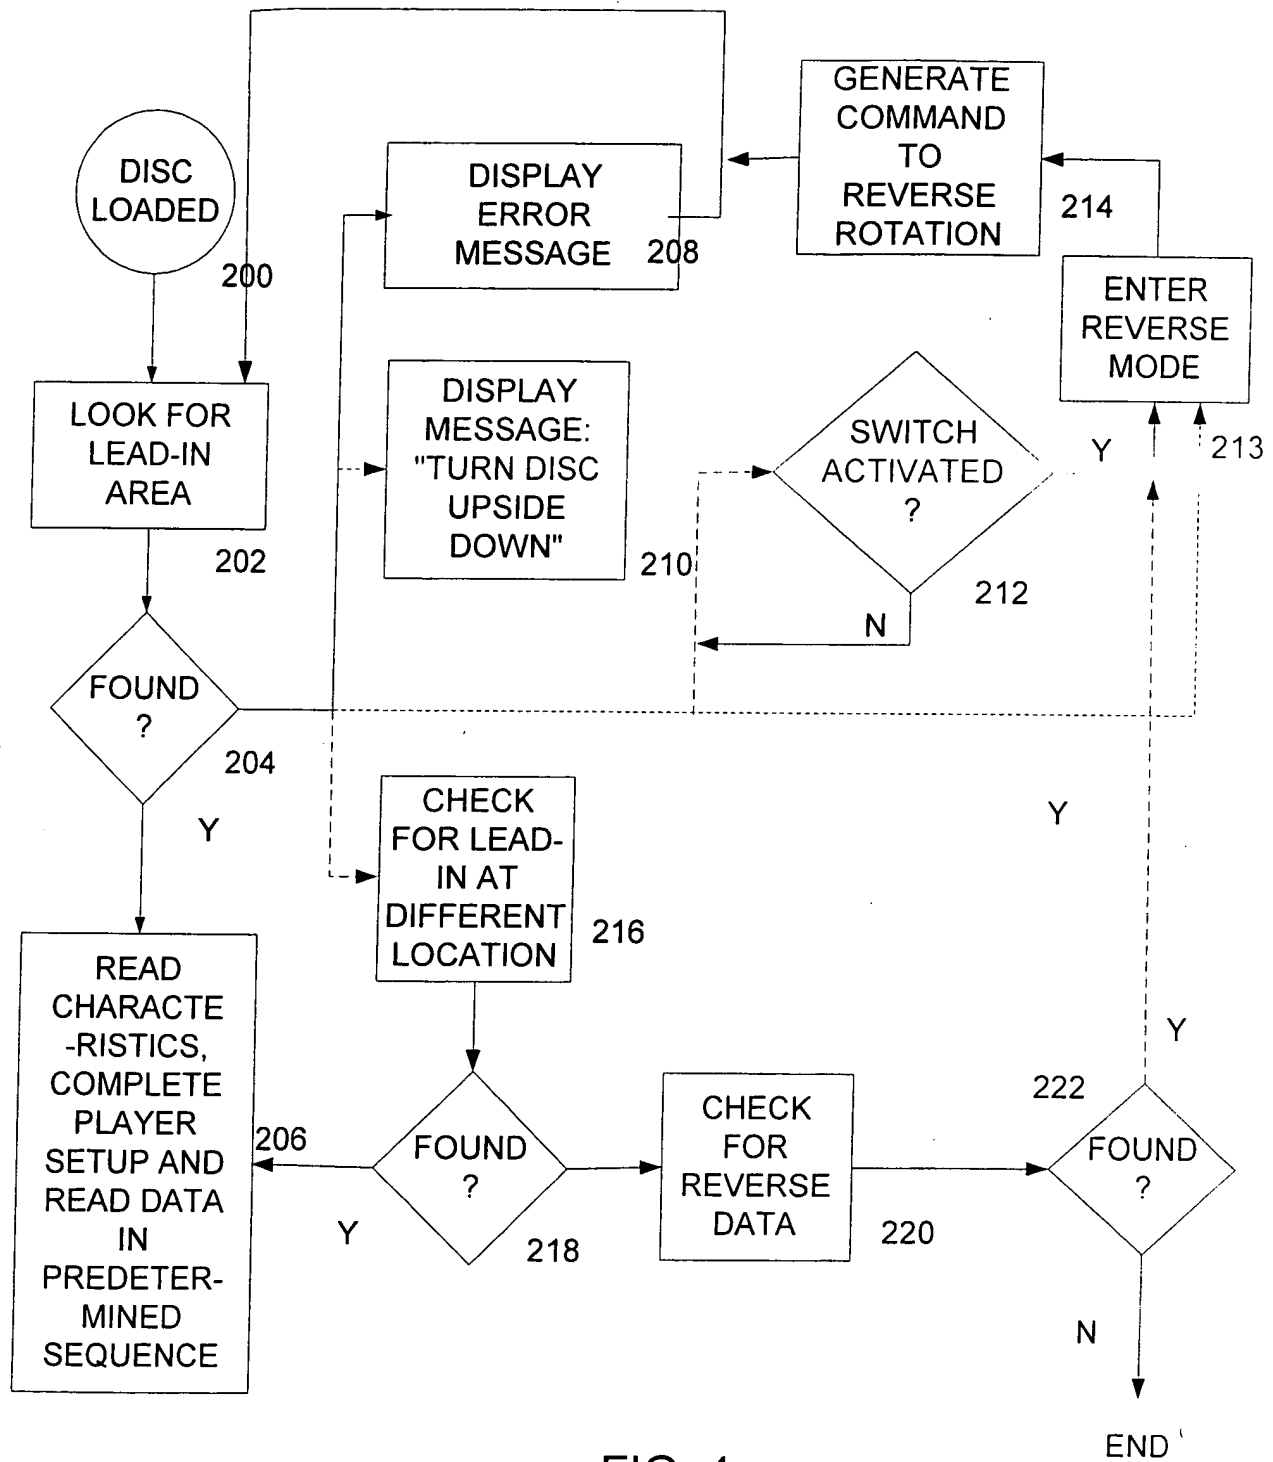 DISC
LOADED
200
LOOK FOR
LEAD-IN
AREA
202
FOUND
?
204
Y
READ
CHARACTE
-RISTICS,
COMPLETE
PLAYER
SETUP AND
READ DATA
IN
PREDETER-
MINED
SEQUENCE
206
DISPLAY
ERROR
MESSAGE
208
DISPLAY
MESSAGE:
"TURN DISC
UPSIDE
DOWN"
210
GENERATE
COMMAND
TO
REVERSE
ROTATION
214
ENTER
REVERSE
MODE
213
SWITCH
ACTIVATED
?
212
Y
N
CHECK
FOR LEAD-
IN AT
DIFFERENT
LOCATION
216
FOUND
?
218
Y
CHECK
FOR
REVERSE
DATA
220
FOUND
?
222
Y
Y
N
END